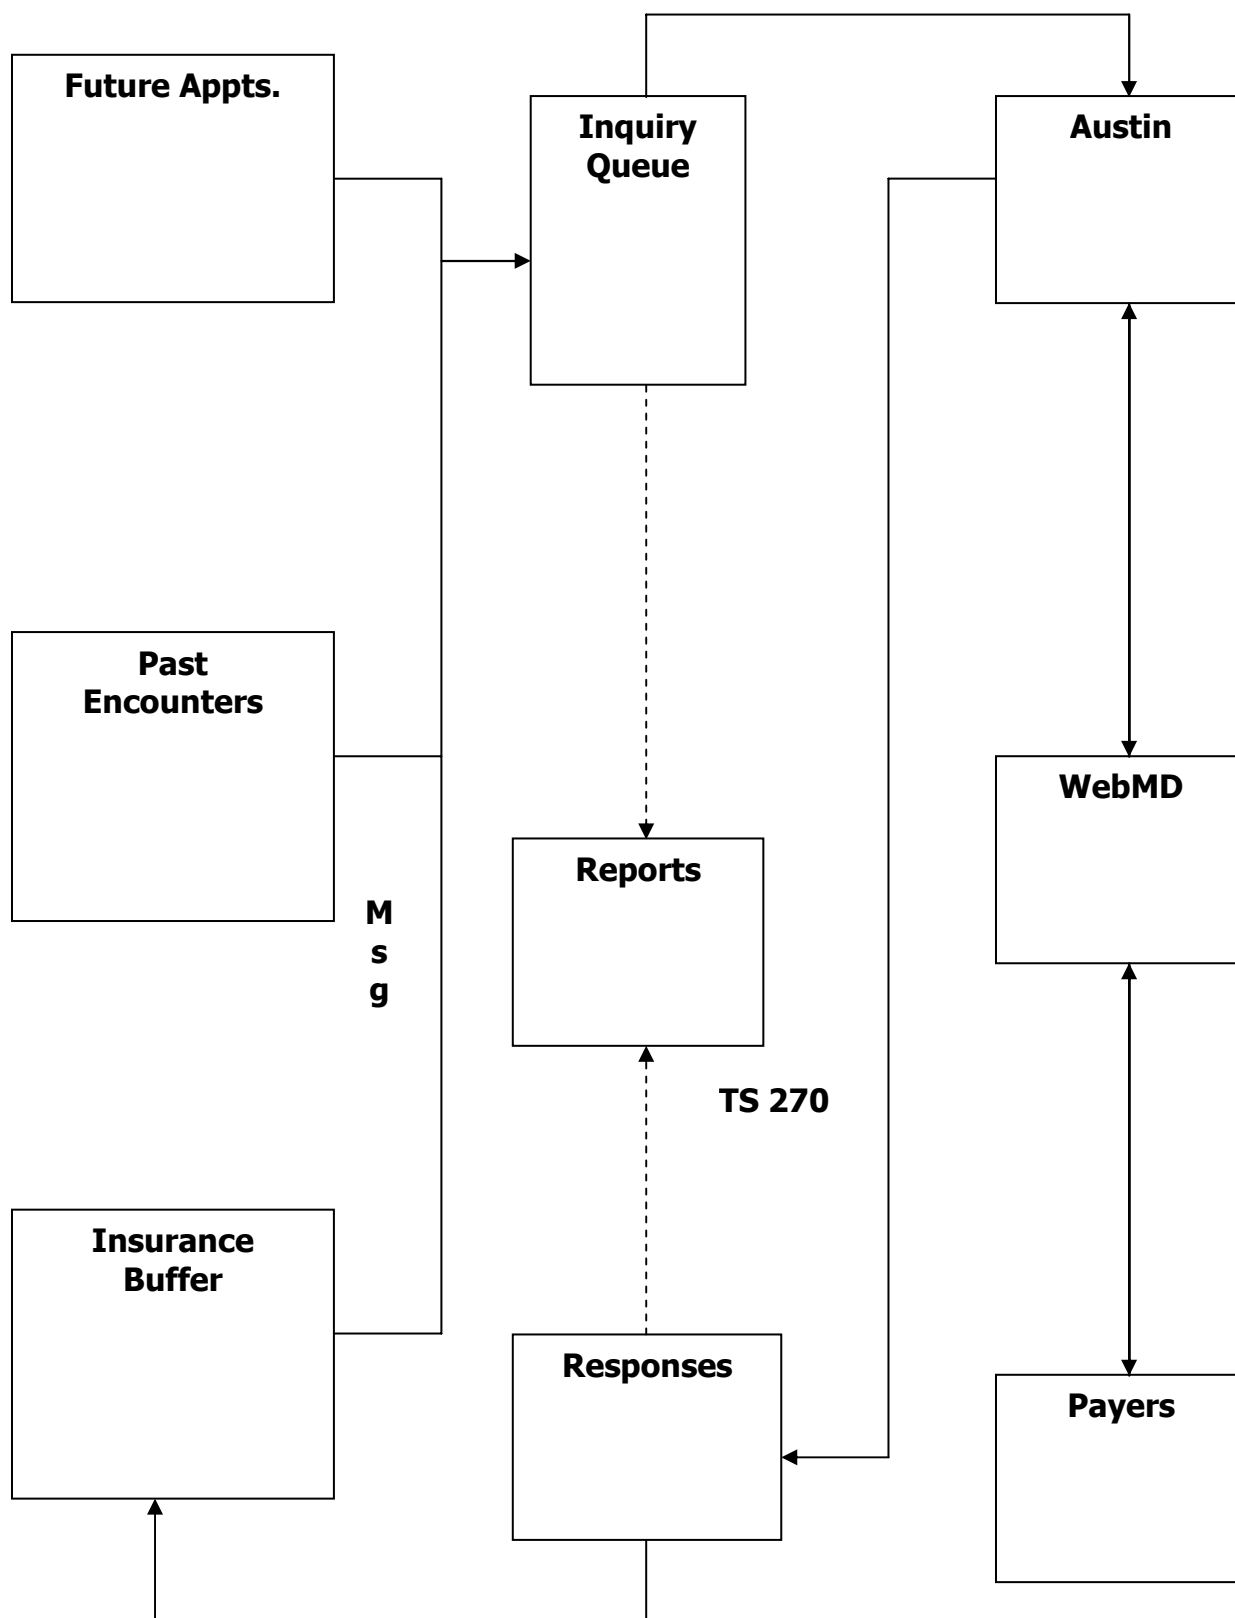 Future Appts.
Inquiry
Queue
Austin
Past
Encounters
WebMD
Reports
M
s
g
TS 270
Insurance
Buffer
Responses
Payers